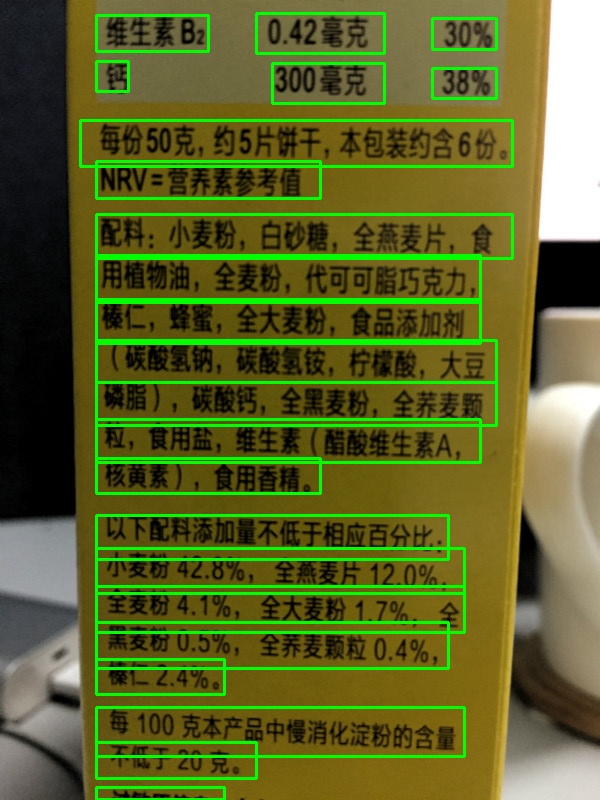 维生素B₂ 0.42毫克 30%
钙 300毫克 38%
每份50克，约5片饼干，本包装约含6份。
NRV=营养素参考值
配料：小麦粉，白砂糖，全燕麦片，食
用植物油，全麦粉，代可可脂巧克力，
榛仁，蜂蜜，全大麦粉，食品添加剂
（碳酸氢钠，碳酸氢铵，柠檬酸，大豆
磷脂），碳酸钙，全黑麦粉，全荞麦颗
粒，食用盐，维生素（醋酸维生素A，
核黄素），食用香精。
以下配料添加量不低于相应百分比：
小麦粉 42.8%， 全燕麦片 12.0%，
全麦粉 4.1%， 全大麦粉 1.7%， 全
黑麦粉 0.5%， 全荞麦颗粒 0.4%，
榛仁 2.4%。
每 100 克本产品中慢消化淀粉的含量
不低于 20 克。